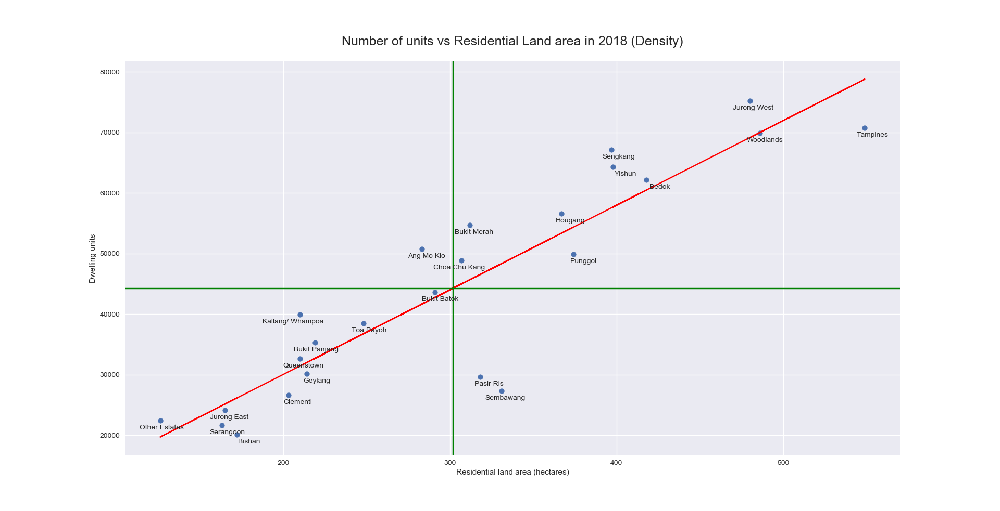 Number of units vs Residential Land area in 2018 (Density)
80000
70000
60000
50000
40000
30000
20000
Dwelling units
Jurong West
Tampines
Woodlands
Sengkang
Yishun
Bedok
Hougang
Bukit Merah
Ang Mo Kio
Punggol
Choa Chu Kang
Bukit Batok
Kallang/ Whampoa
Toa Payoh
Bukit Panjang
Queenstown
Geylang
Pasir Ris
Sembawang
Clementi
Jurong East
Other Estates
Serangoon
Bishan
200
300
400
500
Residential land area (hectares)